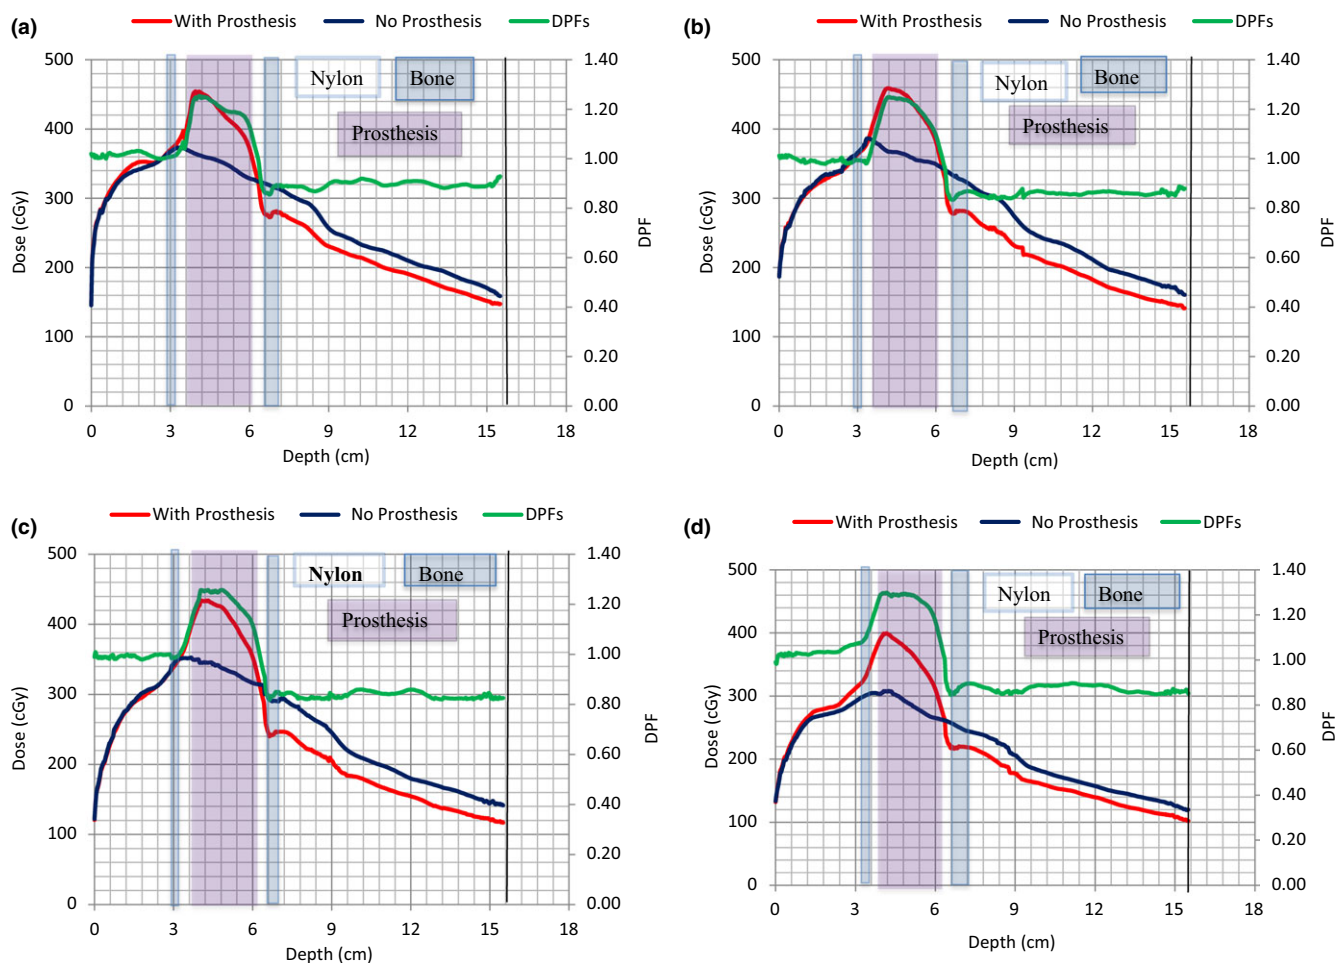 (a)
With Prosthesis No Prosthesis DPFs
500 400 300 200 100 0
Dose (cGy)
1.40 1.20 1.00 0.80 0.60 0.40 0.20 0.00
DPF
Nylon Bone
Prosthesis
0 3 6 9 12 15 18
Depth (cm)
(b)
With Prosthesis No Prosthesis DPFs
500 400 300 200 100 0
Dose (cGy)
1.40 1.20 1.00 0.80 0.60 0.40 0.20 0.00
DPF
Nylon Bone
Prosthesis
0 3 6 9 12 15 18
Depth (cm)
(c)
With Prosthesis No Prosthesis DPFs
500 400 300 200 100 0
Dose (cGy)
1.40 1.20 1.00 0.80 0.60 0.40 0.20 0.00
DPF
Nylon Bone
Prosthesis
0 3 6 9 12 15 18
Depth (cm)
(d)
With Prosthesis No Prosthesis DPFs
500 400 300 200 100 0
Dose (cGy)
1.40 1.20 1.00 0.80 0.60 0.40 0.20 0.00
DPF
Nylon Bone
Prosthesis
0 3 6 9 12 15 18
Depth (cm)